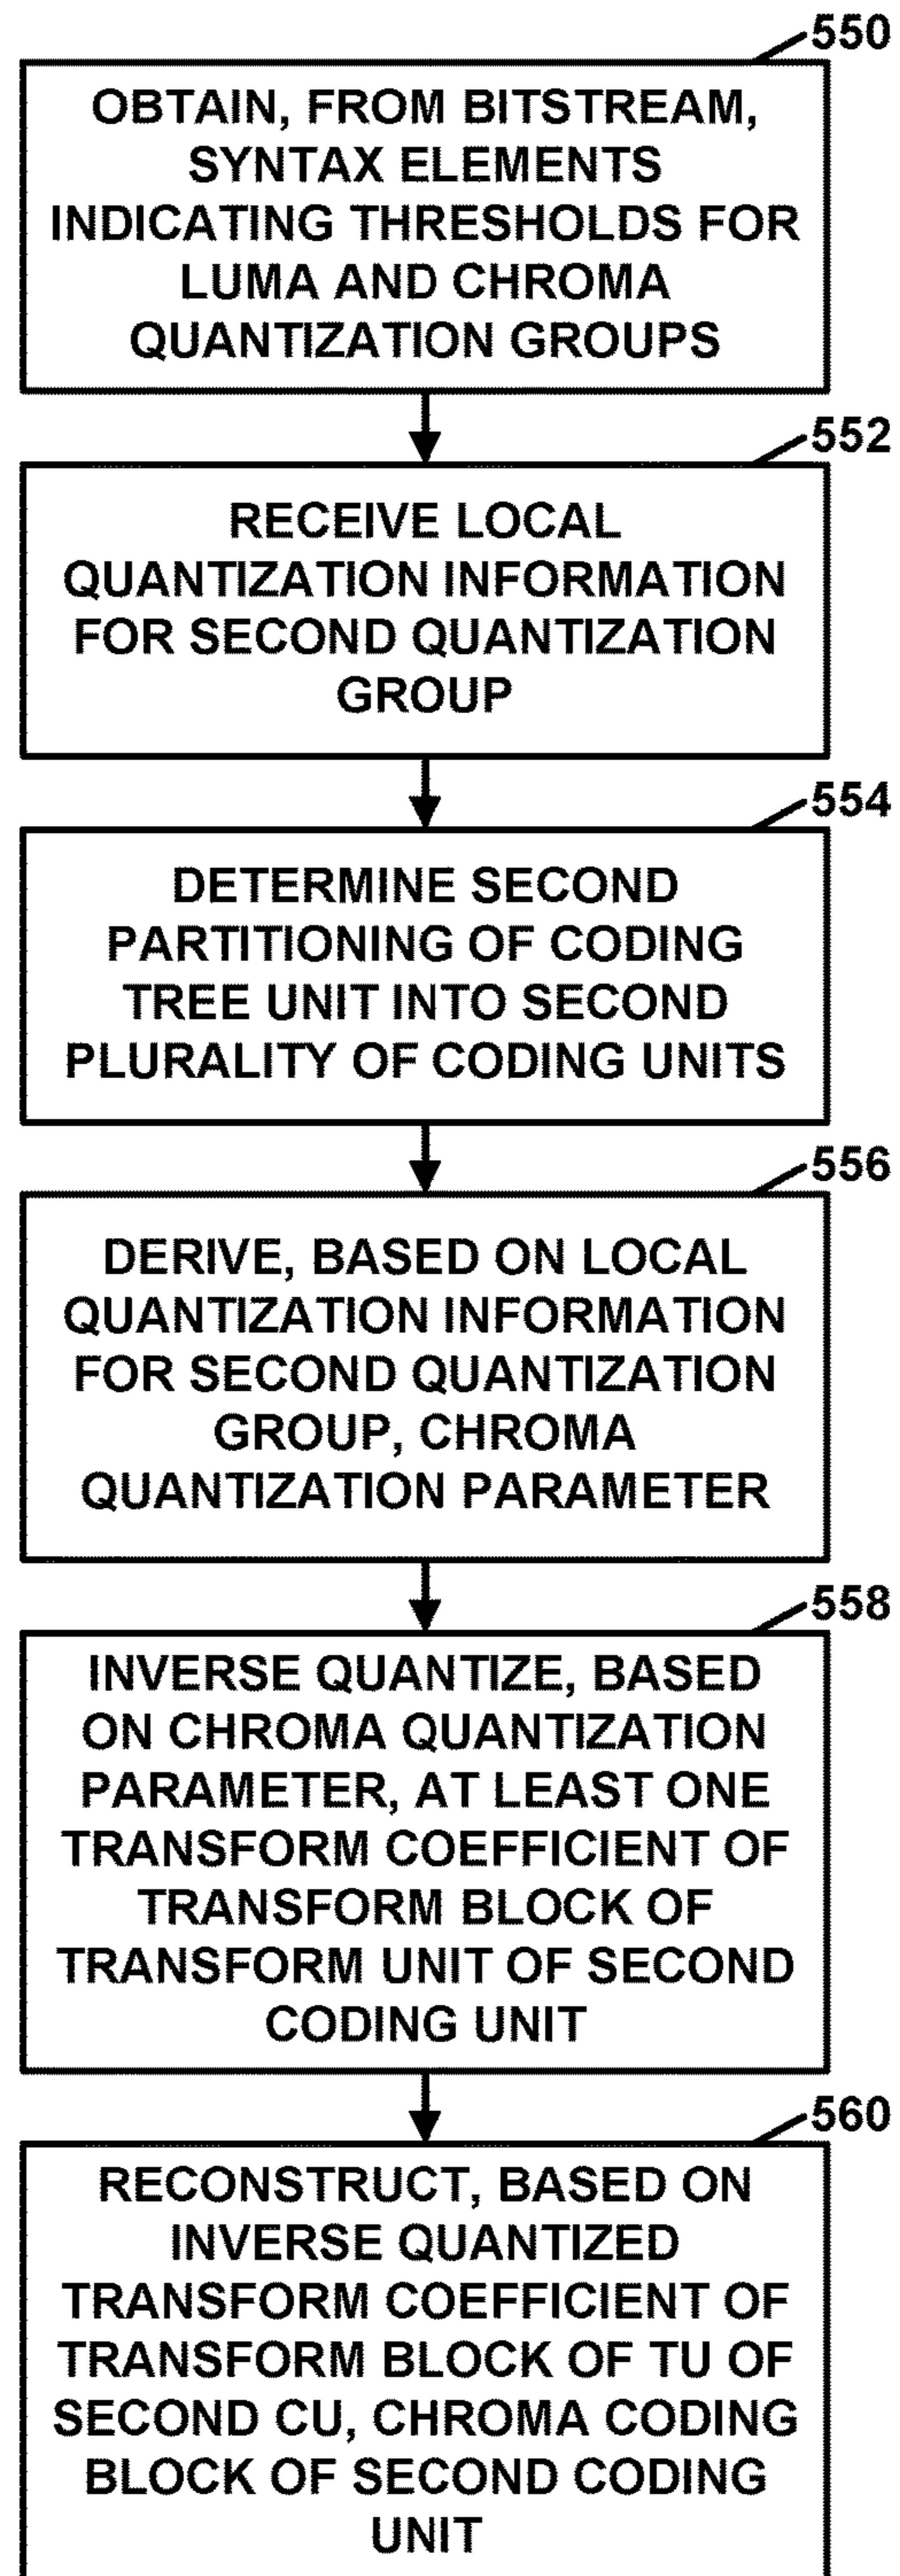 550
OBTAIN, FROM BITSTREAM,
SYNTAX ELEMENTS
INDICATING THRESHOLDS FOR
LUMA AND CHROMA
QUANTIZATION GROUPS
552
RECEIVE LOCAL
QUANTIZATION INFORMATION
FOR SECOND QUANTIZATION
GROUP
554
DETERMINE SECOND
PARTITIONING OF CODING
TREE UNIT INTO SECOND
PLURALITY OF CODING UNITS
556
DERIVE, BASED ON LOCAL
QUANTIZATION INFORMATION
FOR SECOND QUANTIZATION
GROUP, CHROMA
QUANTIZATION PARAMETER
558
INVERSE QUANTIZE, BASED
ON CHROMA QUANTIZATION
PARAMETER, AT LEAST ONE
TRANSFORM COEFFICIENT OF
TRANSFORM BLOCK OF
TRANSFORM UNIT OF SECOND
CODING UNIT
560
RECONSTRUCT, BASED ON
INVERSE QUANTIZED
TRANSFORM COEFFICIENT OF
TRANSFORM BLOCK OF TU OF
SECOND CU, CHROMA CODING
BLOCK OF SECOND CODING
UNIT